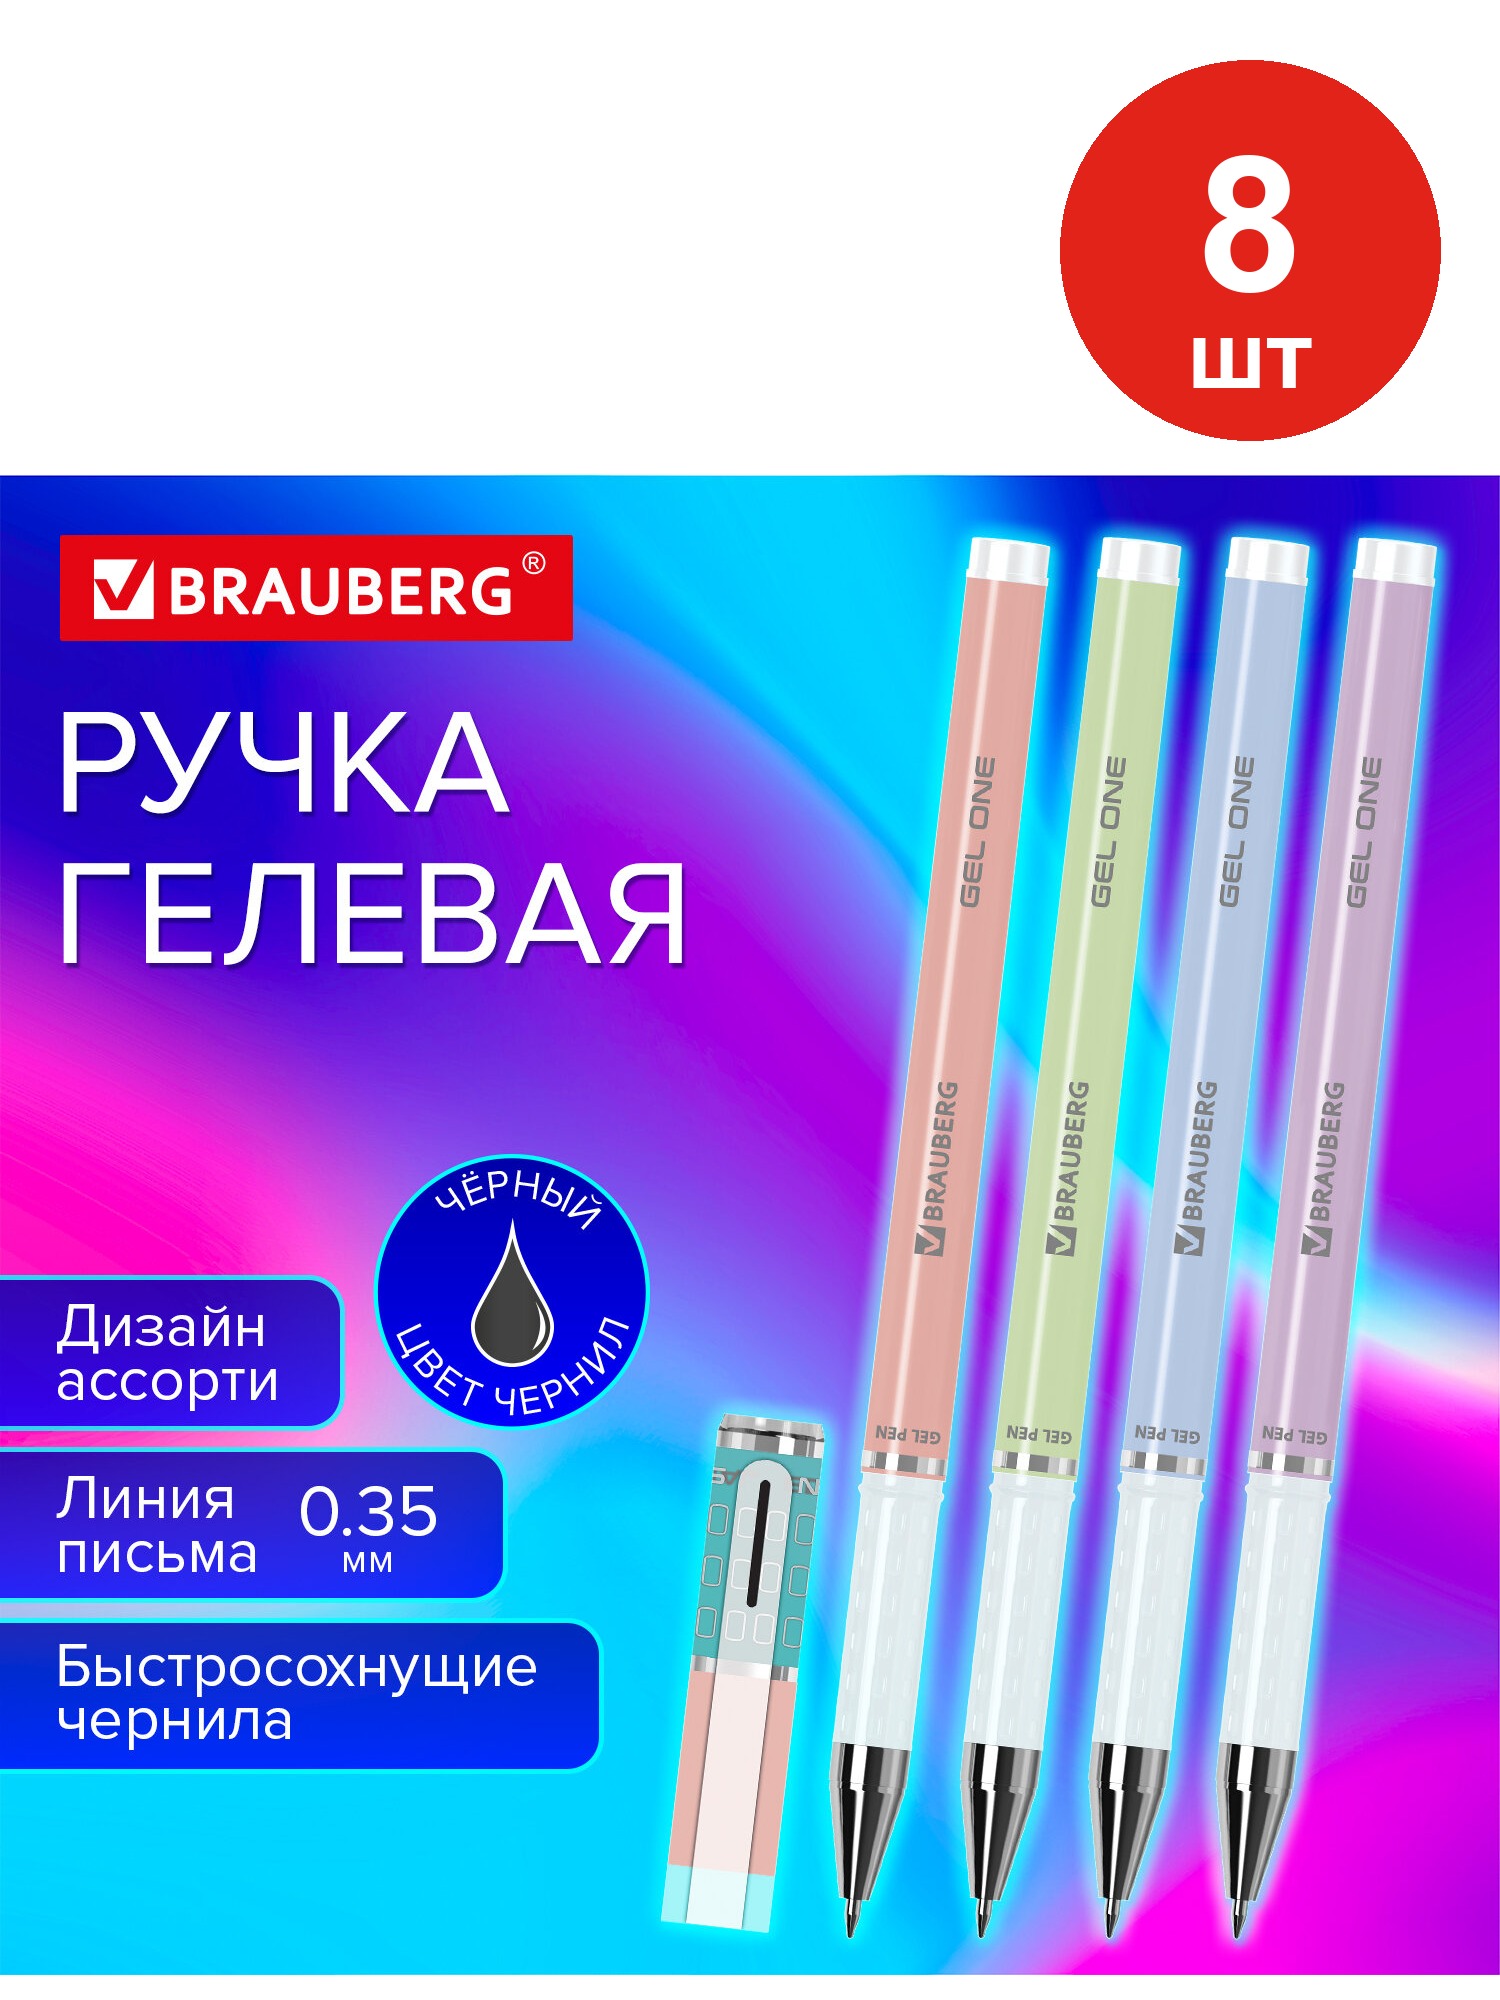 8
шт
BRAUBERG®
РУЧКА
ГЕЛЕВАЯ
ЧЁРНЫЙ
ЦВЕТ ЧЕРНИЛ
Дизайн
ассорти
Линия
письма
0.35
мм
Быстросохнущие
чернила
GEL ONE
BRAUBERG
GEL PEN
GEL ONE
BRAUBERG
GEL PEN
GEL ONE
BRAUBERG
GEL PEN
GEL ONE
BRAUBERG
GEL PEN